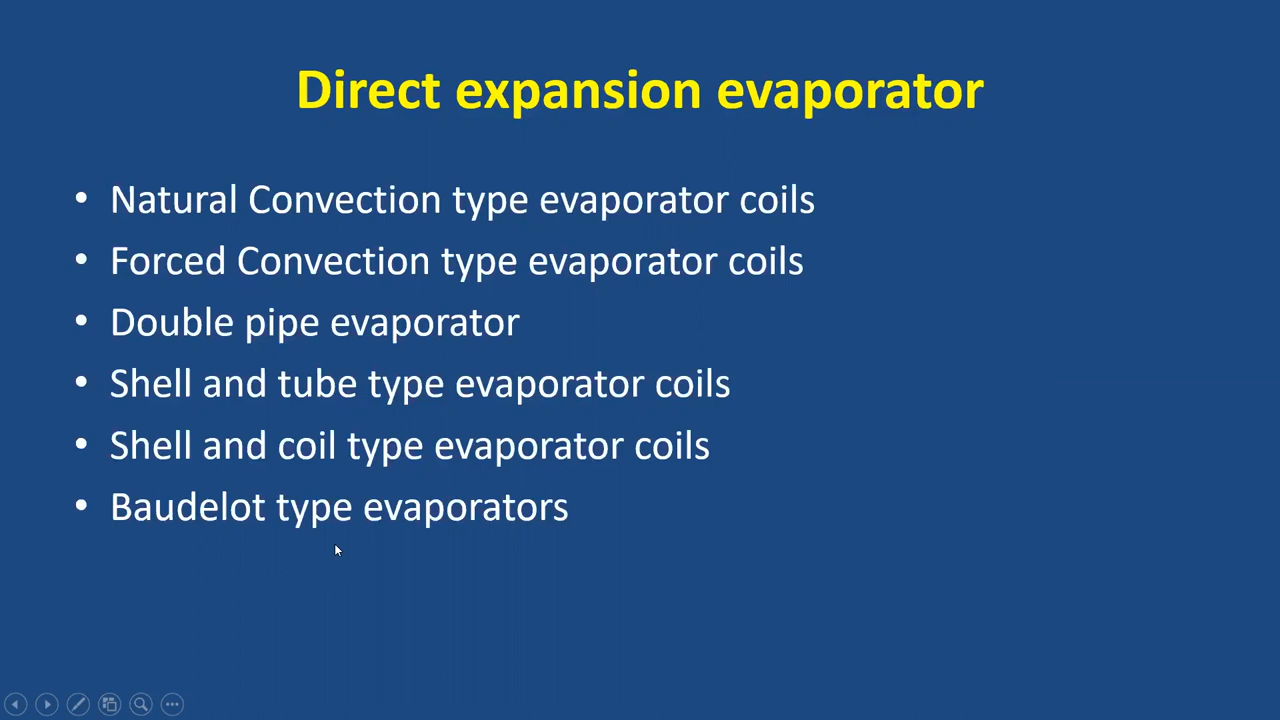 Direct expansion evaporator
• Natural Convection type evaporator coils
• Forced Convection type evaporator coils
• Double pipe evaporator
• Shell and tube type evaporator coils
• Shell and coil type evaporator coils
• Baudelot type evaporators